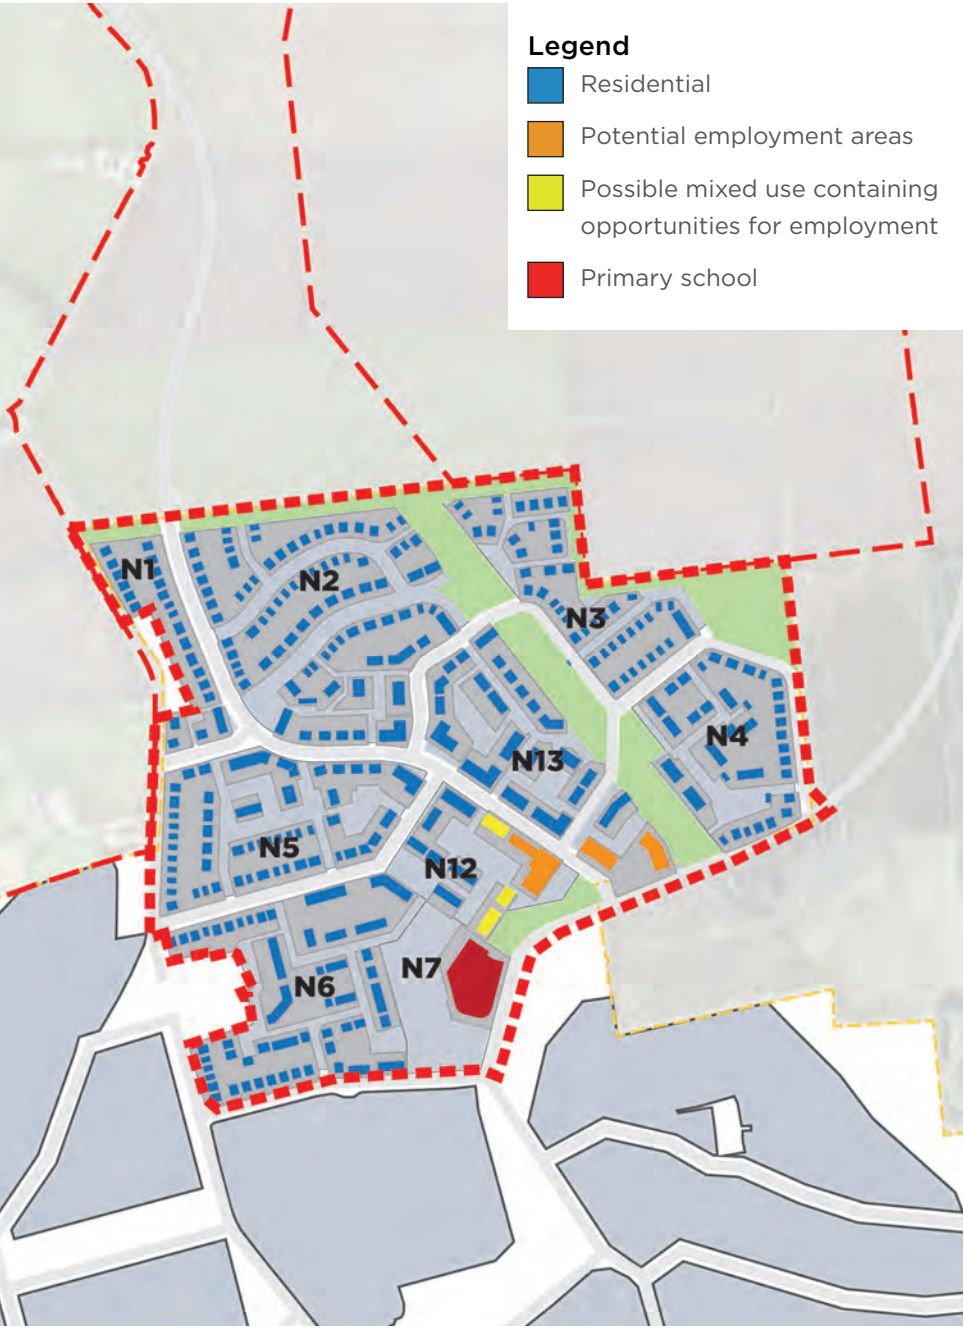 Legend
Residential
Potential employment areas
Possible mixed use containing
opportunities for employment
Primary school
N1
N2
N3
N4
N13
N5
N12
N7
N6